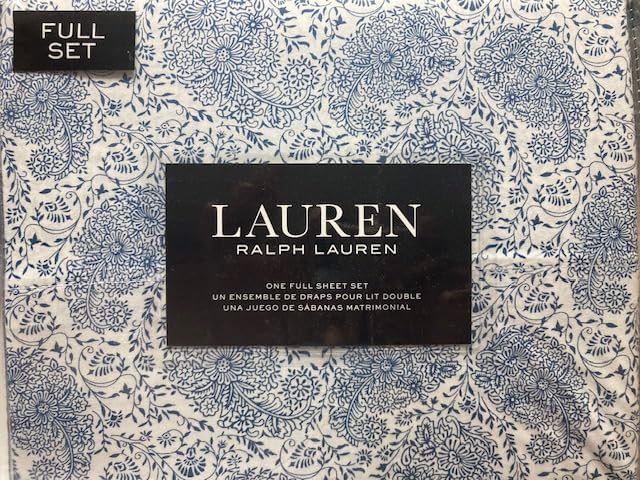 FULL
SET
LAUREN
RALPH LAUREN
ONE FULL SHEET SET
UN ENSEMBLE DE DRAPS POUR LIT DOUBLE
UNA JUEGO DE SÁBANAS MATRIMONIAL